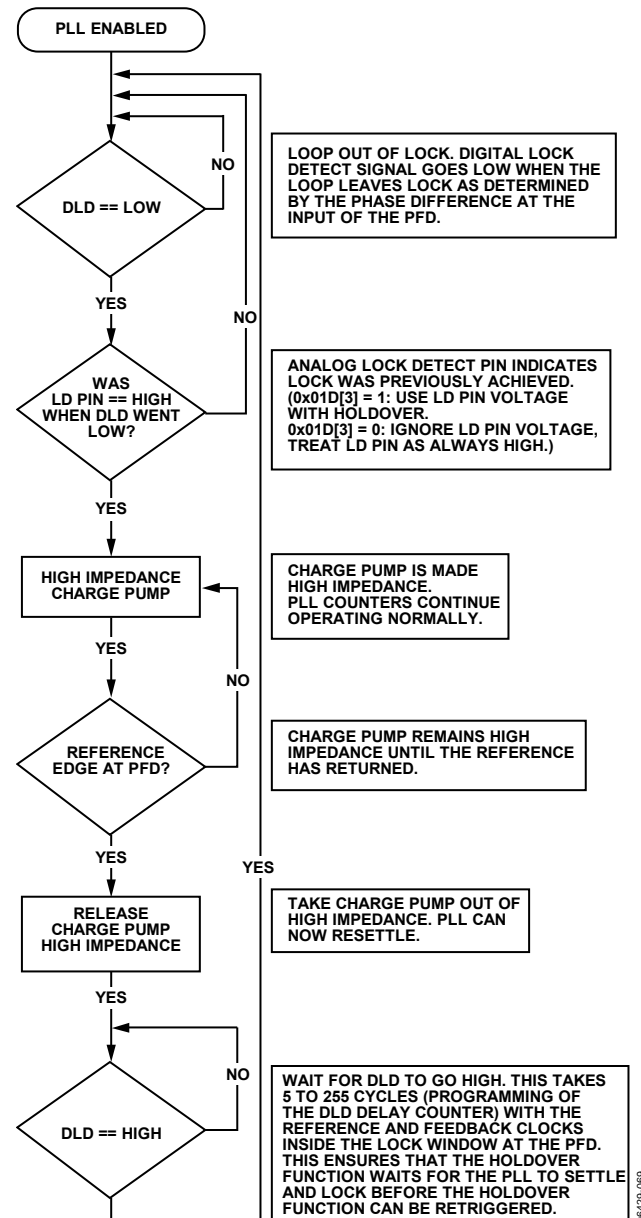 PLL ENABLED
NO
LOOP OUT OF LOCK. DIGITAL LOCK
DETECT SIGNAL GOES LOW WHEN THE
LOOP LEAVES LOCK AS DETERMINED
BY THE PHASE DIFFERENCE AT THE
INPUT OF THE PFD.
DLD == LOW
YES
NO
WAS
LD PIN == HIGH
WHEN DLD WENT
LOW?
ANALOG LOCK DETECT PIN INDICATES
LOCK WAS PREVIOUSLY ACHIEVED.
(0x01D[3] = 1: USE LD PIN VOLTAGE
WITH HOLDOVER.
0x01D[3] = 0: IGNORE LD PIN VOLTAGE,
TREAT LD PIN AS ALWAYS HIGH.)
YES
HIGH IMPEDANCE
CHARGE PUMP
CHARGE PUMP IS MADE
HIGH IMPEDANCE.
PLL COUNTERS CONTINUE
OPERATING NORMALLY.
YES
NO
REFERENCE
EDGE AT PFD?
CHARGE PUMP REMAINS HIGH
IMPEDANCE UNTIL THE REFERENCE
HAS RETURNED.
YES
YES
RELEASE
CHARGE PUMP
HIGH IMPEDANCE
TAKE CHARGE PUMP OUT OF
HIGH IMPEDANCE. PLL CAN
NOW RESETTLE.
YES
NO
DLD == HIGH
WAIT FOR DLD TO GO HIGH. THIS TAKES
5 TO 255 CYCLES (PROGRAMMING OF
THE DLD DELAY COUNTER) WITH THE
REFERENCE AND FEEDBACK CLOCKS
INSIDE THE LOCK WINDOW AT THE PFD.
THIS ENSURES THAT THE HOLDOVER
FUNCTION WAITS FOR THE PLL TO SETTLE
AND LOCK BEFORE THE HOLDOVER
FUNCTION CAN BE RETRIGGERED.